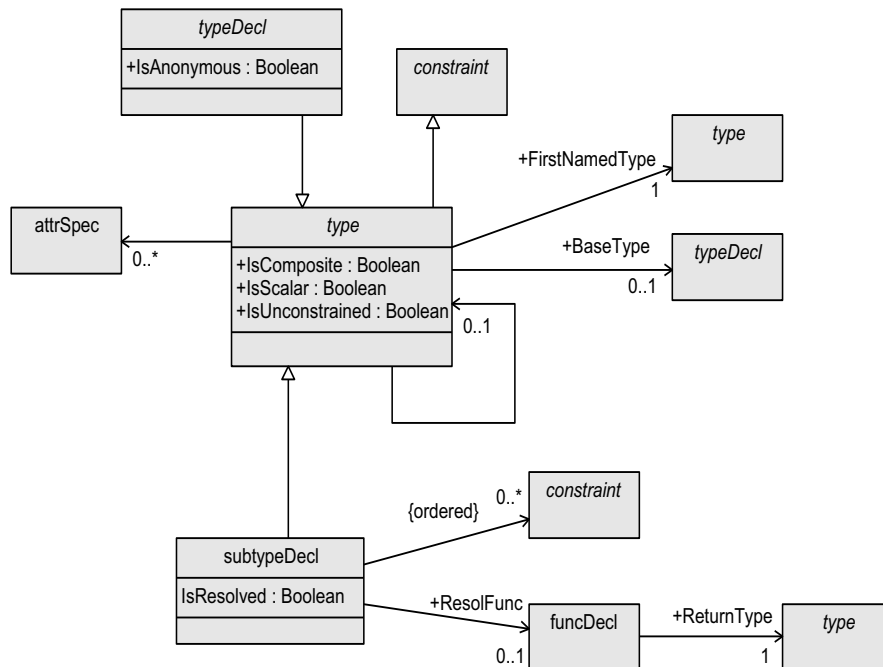 typeDecl
+IsAnonymous : Boolean
constraint
+FirstNamedType
type
1
attrSpec
0..*
type
+IsComposite : Boolean
+IsScalar : Boolean
+IsUnconstrained : Boolean
0..1
+BaseType
typeDecl
0..1
{ordered}
0..*
constraint
subtypeDecl
IsResolved : Boolean
+ResolFunc
0..1
funcDecl
+ReturnType
1
type